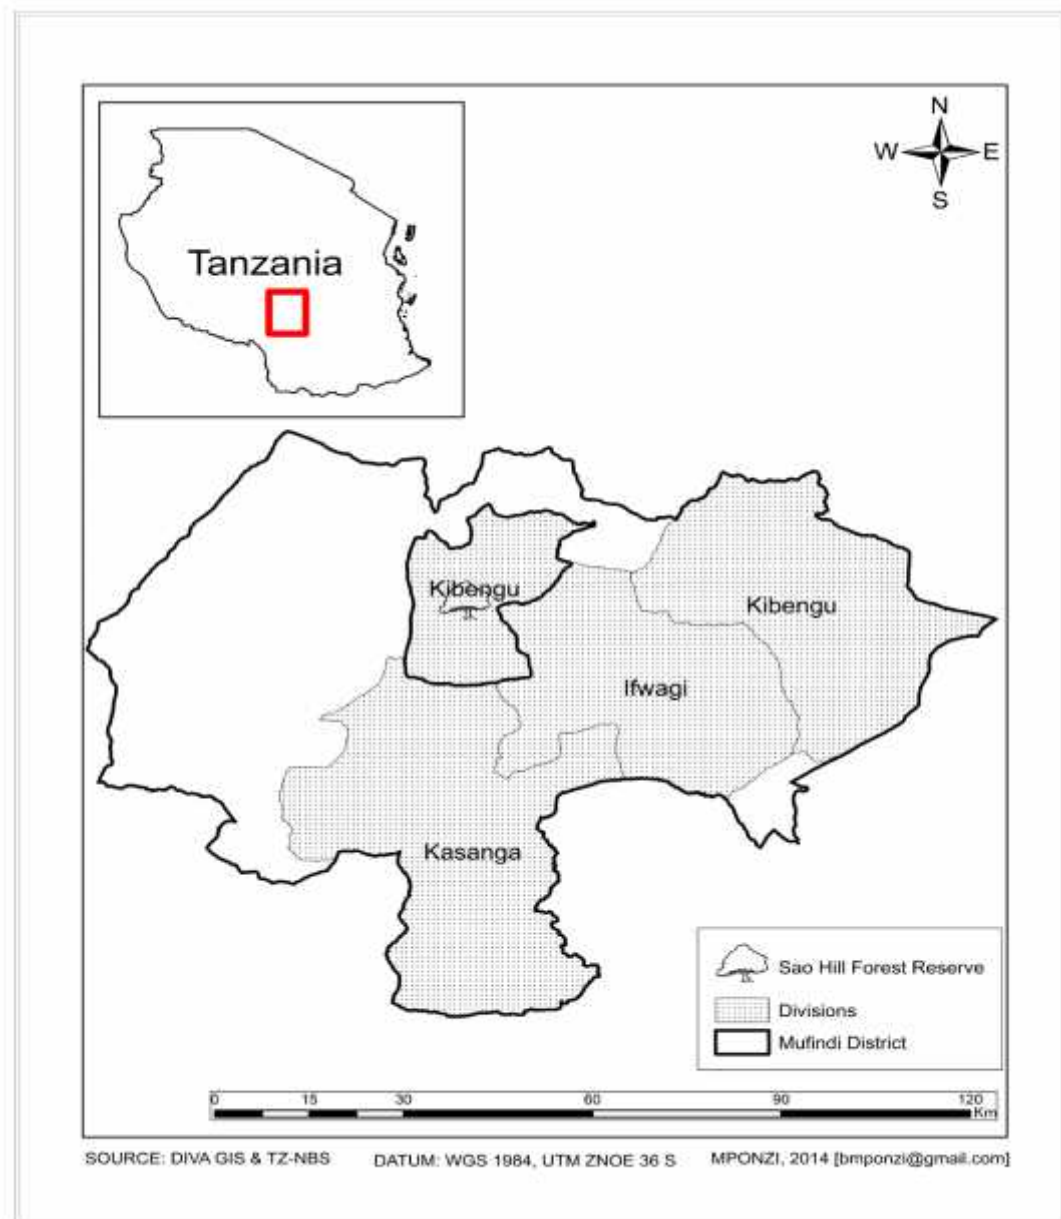 N
W E
S
Tanzania
Kibengu
Kibengu
Ifwagi
Kasanga
Sao Hill Forest Reserve
Divisions
Mufindi District
0 15 30 60 90 120
Km
SOURCE: DIVA GIS & TZ-NBS DATUM: WGS 1984, UTM ZNOE 36 S MPONZI, 2014 [bmponzi@gmail.com]